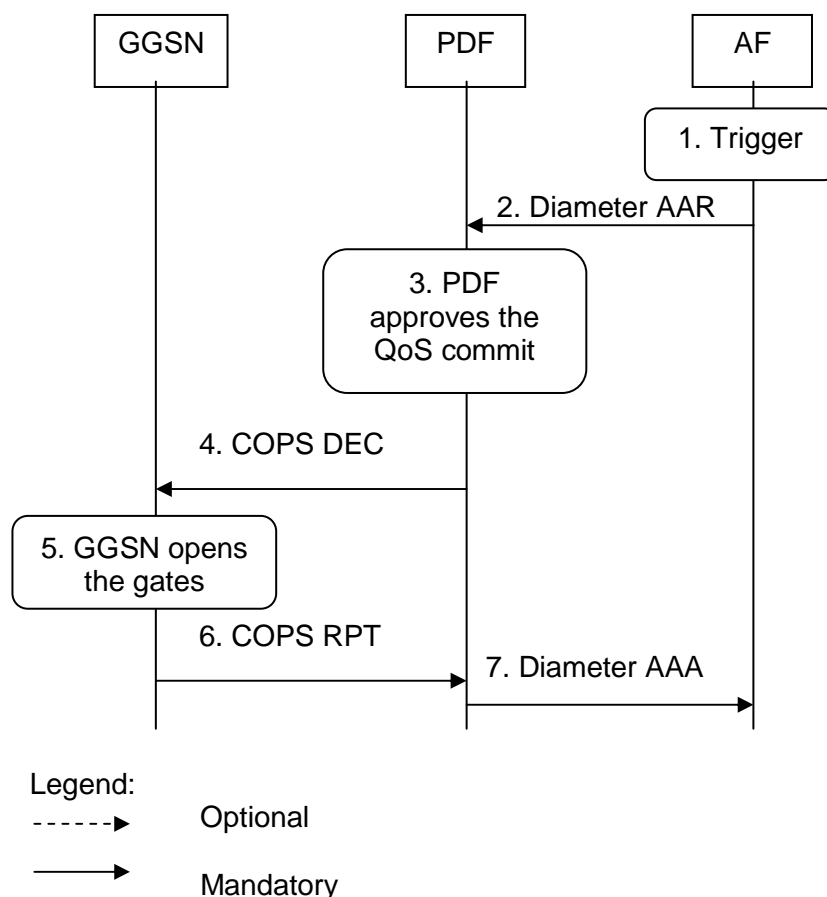 GGSN
PDF
AF
1. Trigger
2. Diameter AAR
3. PDF
approves the
QoS commit
4. COPS DEC
5. GGSN opens
the gates
6. COPS RPT
7. Diameter AAA
Legend:
Optional
Mandatory